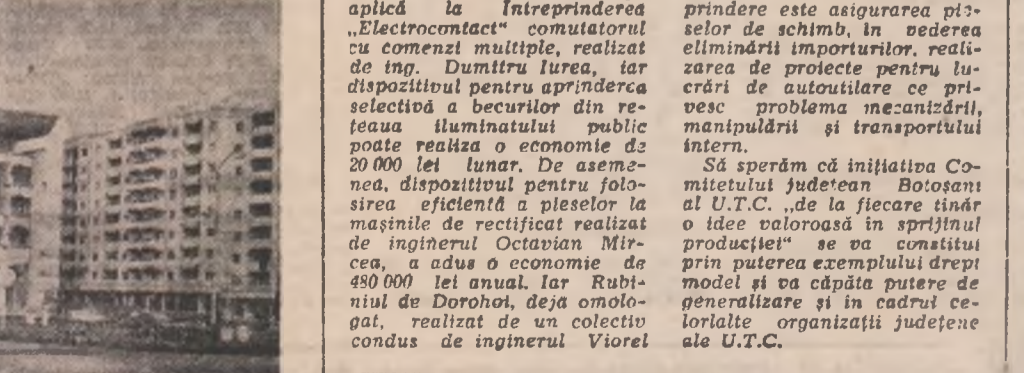 aplică la Intreprinderea
„Electrocontact“ comutatorul
cu comenzi multiple, realizat
de ing. Dumitru Iurea, iar
dispozitivul pentru aprinderea
selectivă a becurilor din re-
țeaua iluminatului public
poate realiza o economie de
20 000 lei lunar. De aseme-
nea, dispozitivul pentru folo-
sirea eficientă a pieselor la
mașinile de rectificat realizat
de inginerul Octavian Mir-
cea, a adus o economie de
480 000 lei anual. Iar Rubi-
niul de Dorohoi, deja omolo-
gat, realizat de un colectiv
condus de inginerul Viorel
prindere este asigurarea pie-
selor de schimb, în vederea
eliminării importurilor, reali-
zarea de proiecte pentru lu-
crări de autoutilare ce pri-
vesc problema mecanizării,
manipulării și transportului
intern.
Să sperăm că inițiativa Co-
mitetului județean Botoșani
al U.T.C. „de la fiecare tînăr
o idee valoroasă în sprijinul
producției“ se va constitui
prin puterea exemplului drept
model și va căpăta putere de
generalizare și în cadrul ce-
lorlalte organizații județene
ale U.T.C.